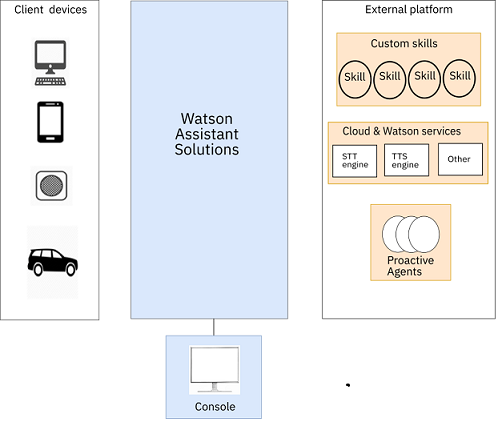 Client devices
Watson
Assistant
Solutions
Console
External platform
Custom skills
Skill Skill Skill Skill
Cloud & Watson services
STT
engine
TTS
engine
Other
Proactive
Agents